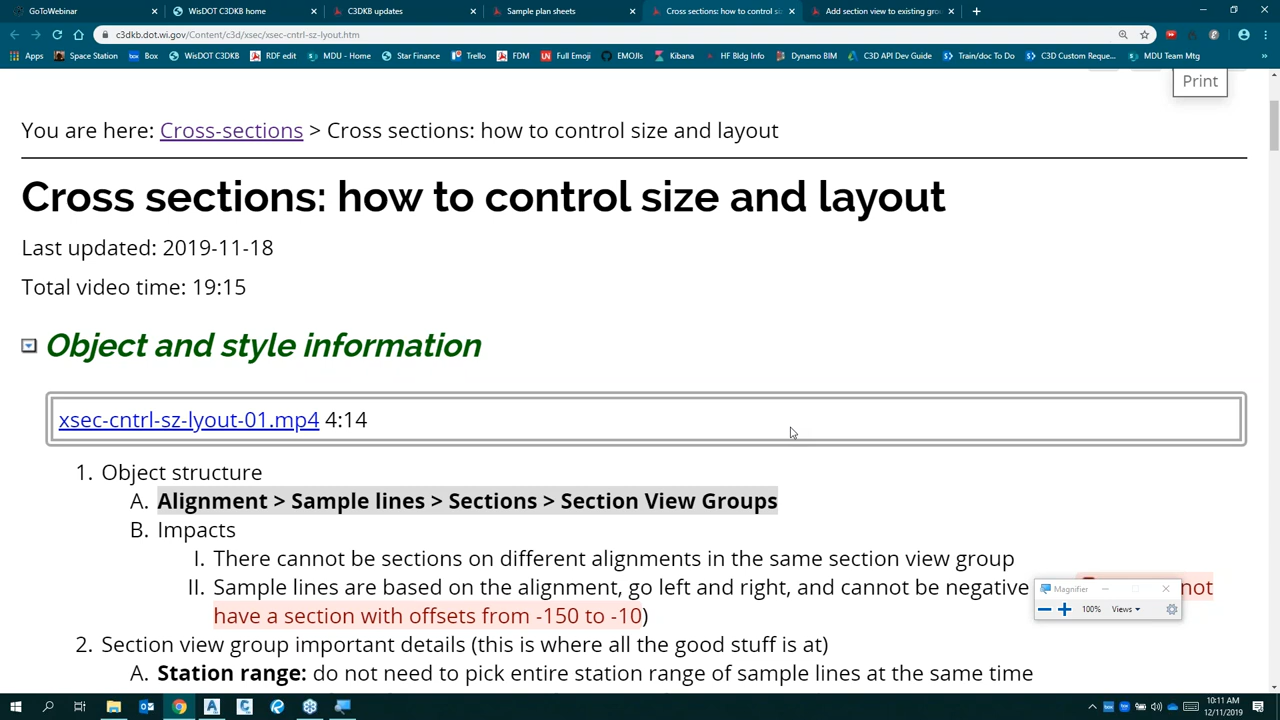 GoToWebinar
WisDOT C3DKB home
C3DKB updates
Sample plan sheets
Cross sections: how to control si
Add section view to existing gro
c3dkb.dot.wi.gov/Content/c3d/xsec/xsec-cntrl-sz-lyout.htm
Apps
Space Station
Box
WisDOT C3DKB
RDF edit
MDU - Home
Star Finance
Trello
FDM
Full Emoji
EMOJIs
Kibana
HF Bldg Info
Dynamo BIM
C3D API Dev Guide
Train/doc To Do
C3D Custom Reque...
MDU Team Mtg
Print
You are here: Cross-sections > Cross sections: how to control size and layout
Cross sections: how to control size and layout
Last updated: 2019-11-18
Total video time: 19:15
Object and style information
xsec-cntrl-sz-lyout-01.mp4 4:14
1. Object structure
A. Alignment > Sample lines > Sections > Section View Groups
B. Impacts
I. There cannot be sections on different alignments in the same section view group
II. Sample lines are based on the alignment, go left and right, and cannot be negative not
have a section with offsets from -150 to -10)
Magnifier
100%
Views
2. Section view group important details (this is where all the good stuff is at)
A. Station range: do not need to pick entire station range of sample lines at the same time
10:11 AM
12/11/2019